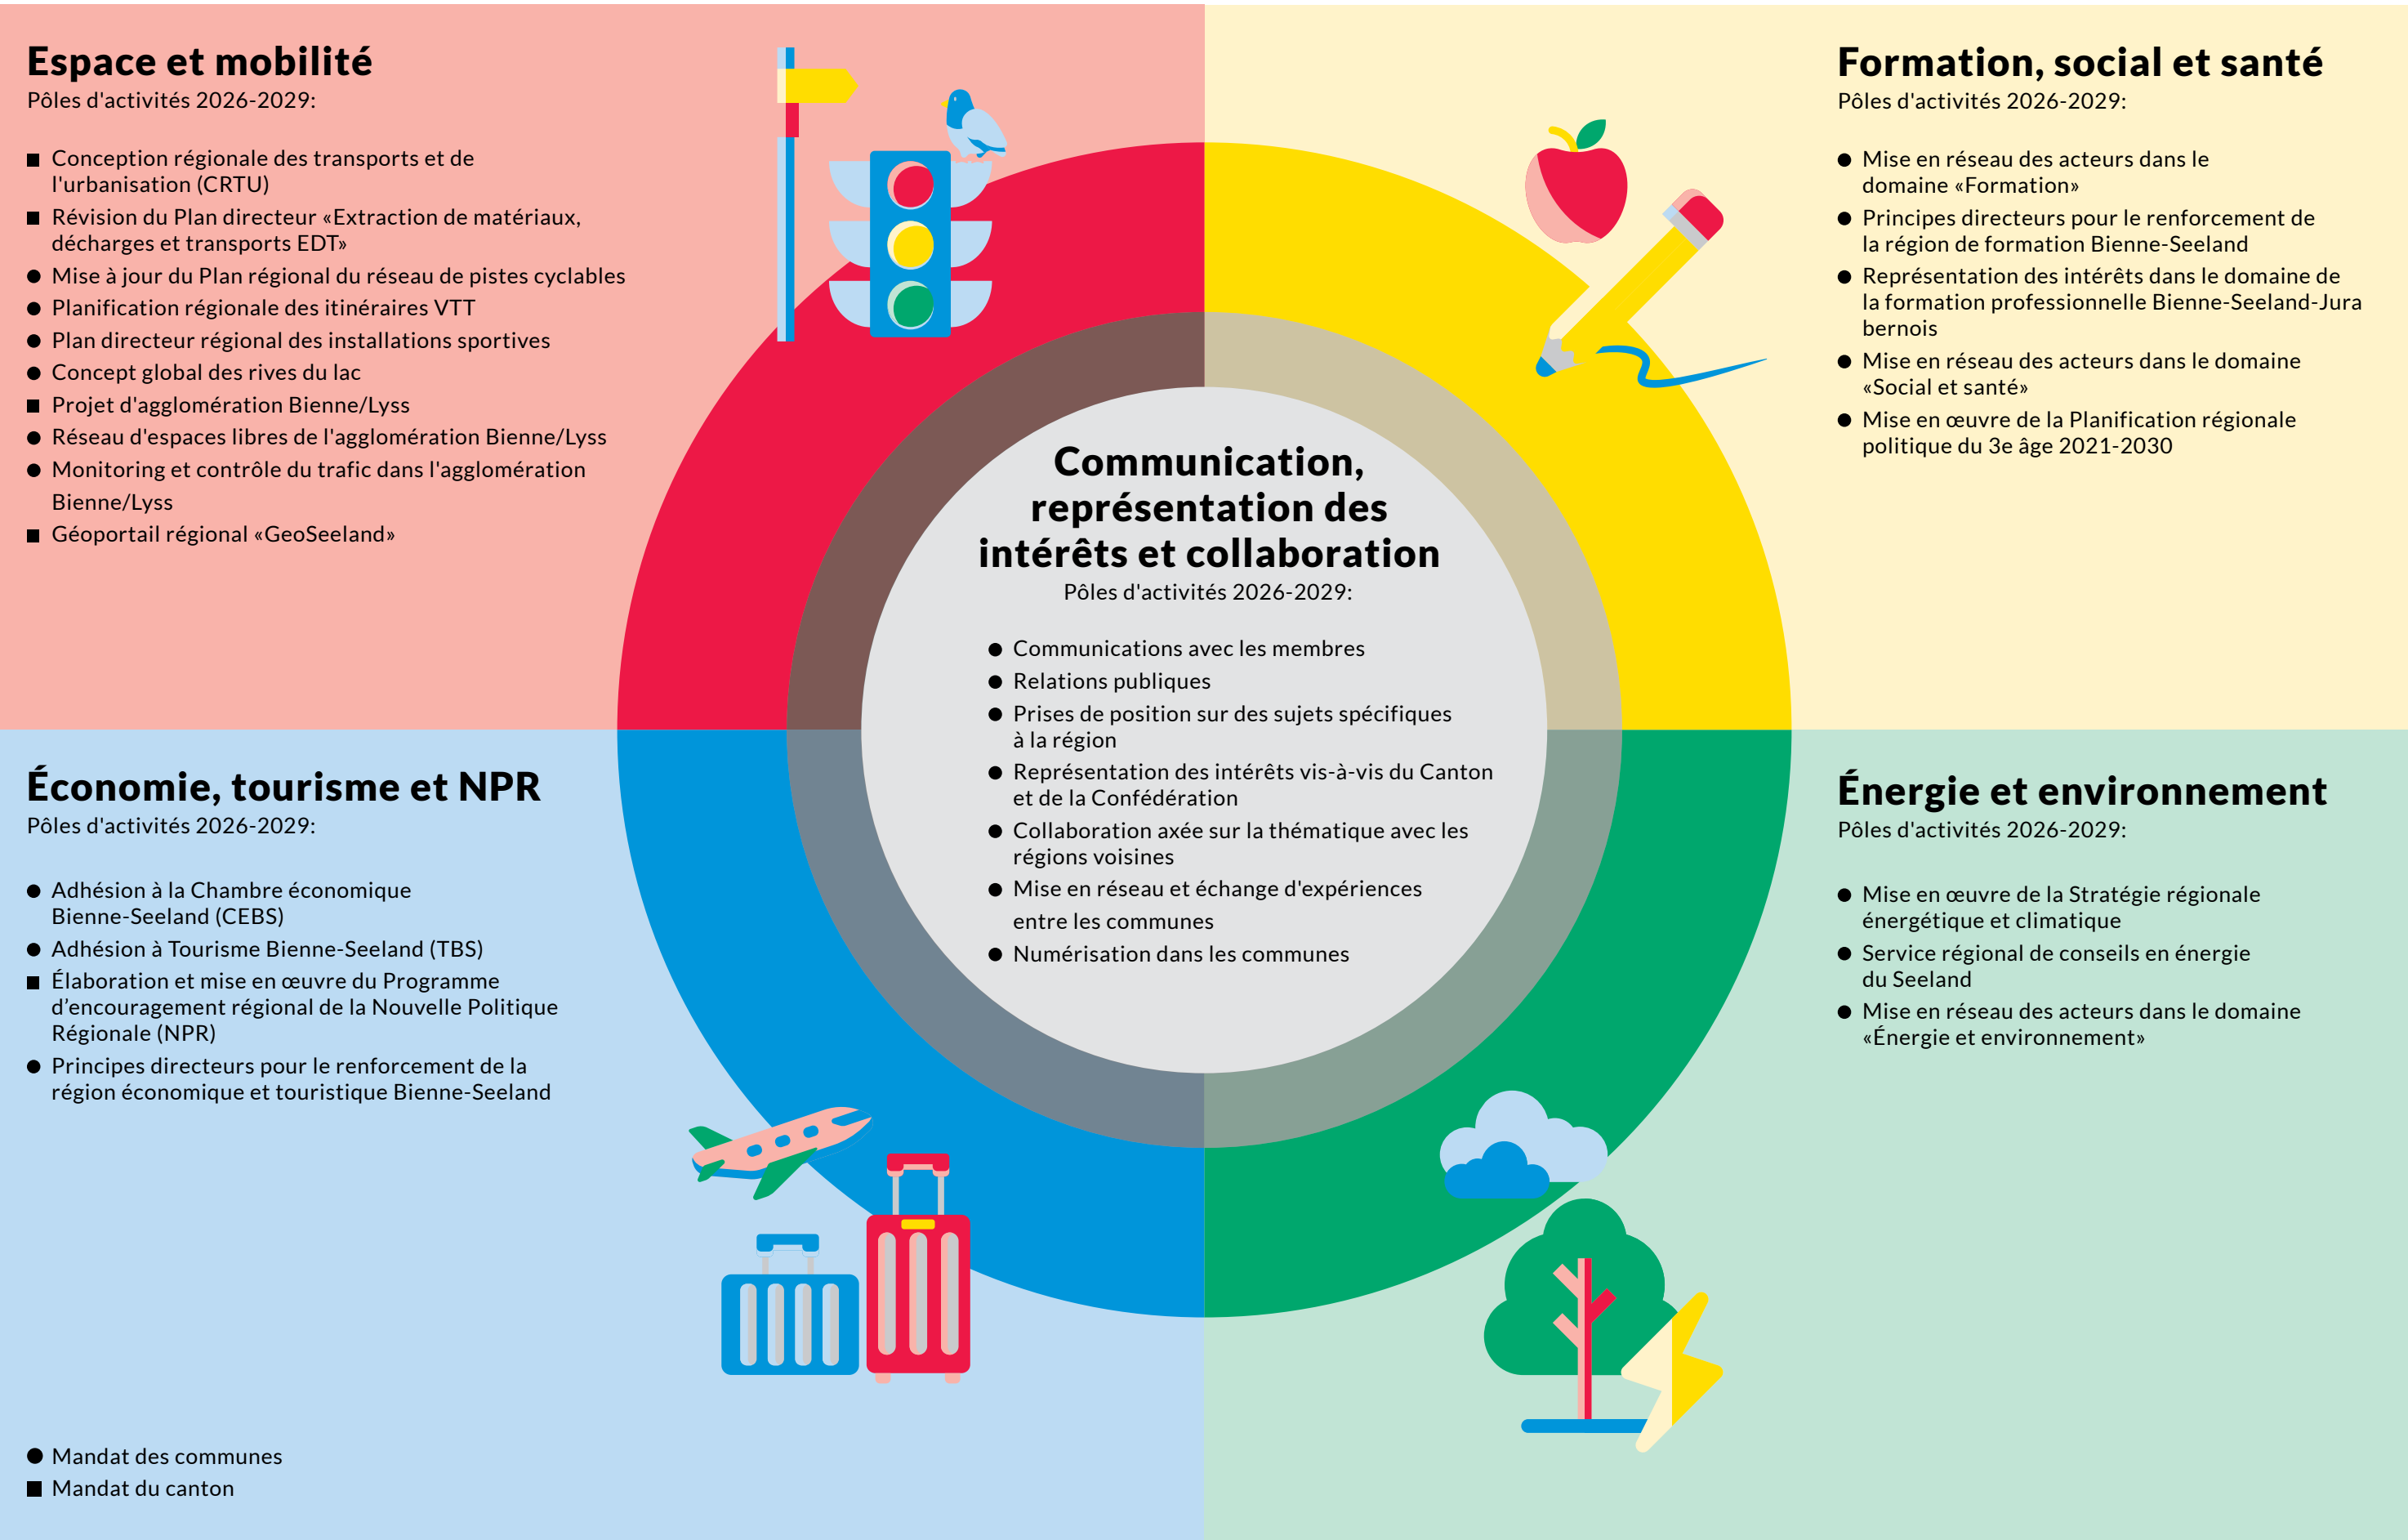 Espace et mobilité
Pôles d'activités 2026-2029:
■ Conception régionale des transports et de
l'urbanisation (CRTU)
■ Révision du Plan directeur «Extraction de matériaux,
décharges et transports EDT»
● Mise à jour du Plan régional du réseau de pistes cyclables
● Planification régionale des itinéraires VTT
● Plan directeur régional des installations sportives
● Concept global des rives du lac
■ Projet d'agglomération Bienne/Lyss
● Réseau d'espaces libres de l'agglomération Bienne/Lyss
● Monitoring et contrôle du trafic dans l'agglomération
Bienne/Lyss
■ Géoportail régional «GeoSeeland»
Formation, social et santé
Pôles d'activités 2026-2029:
● Mise en réseau des acteurs dans le
domaine «Formation»
● Principes directeurs pour le renforcement de
la région de formation Bienne-Seeland
● Représentation des intérêts dans le domaine de
la formation professionnelle Bienne-Seeland-Jura
bernois
● Mise en réseau des acteurs dans le domaine
«Social et santé»
● Mise en œuvre de la Planification régionale
politique du 3e âge 2021-2030
Communication,
représentation des
intérêts et collaboration
Pôles d'activités 2026-2029:
● Communications avec les membres
● Relations publiques
● Prises de position sur des sujets spécifiques
à la région
● Représentation des intérêts vis-à-vis du Canton
et de la Confédération
● Collaboration axée sur la thématique avec les
régions voisines
● Mise en réseau et échange d'expériences
entre les communes
● Numérisation dans les communes
Économie, tourisme et NPR
Pôles d'activités 2026-2029:
● Adhésion à la Chambre économique
Bienne-Seeland (CEBS)
● Adhésion à Tourisme Bienne-Seeland (TBS)
■ Élaboration et mise en œuvre du Programme
d’encouragement régional de la Nouvelle Politique
Régionale (NPR)
● Principes directeurs pour le renforcement de la
région économique et touristique Bienne-Seeland
Énergie et environnement
Pôles d'activités 2026-2029:
● Mise en œuvre de la Stratégie régionale
énergétique et climatique
● Service régional de conseils en énergie
du Seeland
● Mise en réseau des acteurs dans le domaine
«Énergie et environnement»
● Mandat des communes
■ Mandat du canton